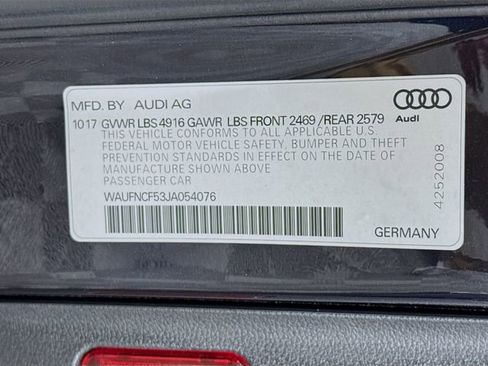 MFD. BY AUDI AG
10 17 GVWR LBS 4916 GAWR LBS FRONT 2469 /REAR 2579
THIS VEHICLE CONFORMS TO ALL APPLICABLE U.S.
FEDERAL MOTOR VEHICLE SAFETY, BUMPER AND THEFT
PREVENTION STANDARDS IN EFFECT ON THE DATE OF
MANUFACTURE SHOWN ABOVE
PASSENGER CAR
WAUFNCF53JA054076
Audi
4252008
GERMANY